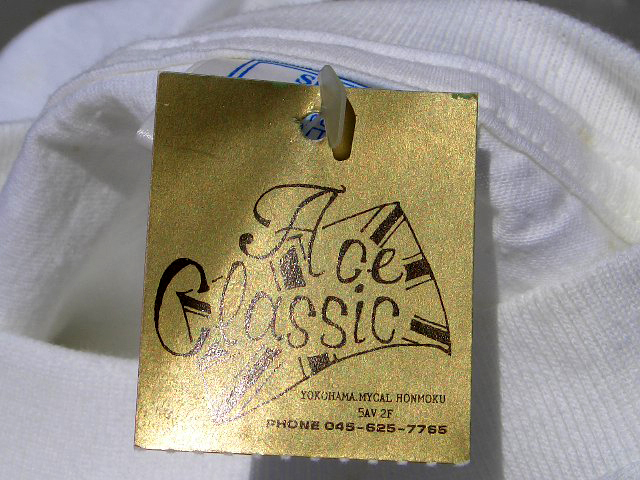 Ace
Classic
YOKOHAMA.MYCAL HONMOKU
5AV 2F
PHONE 045-625-7765